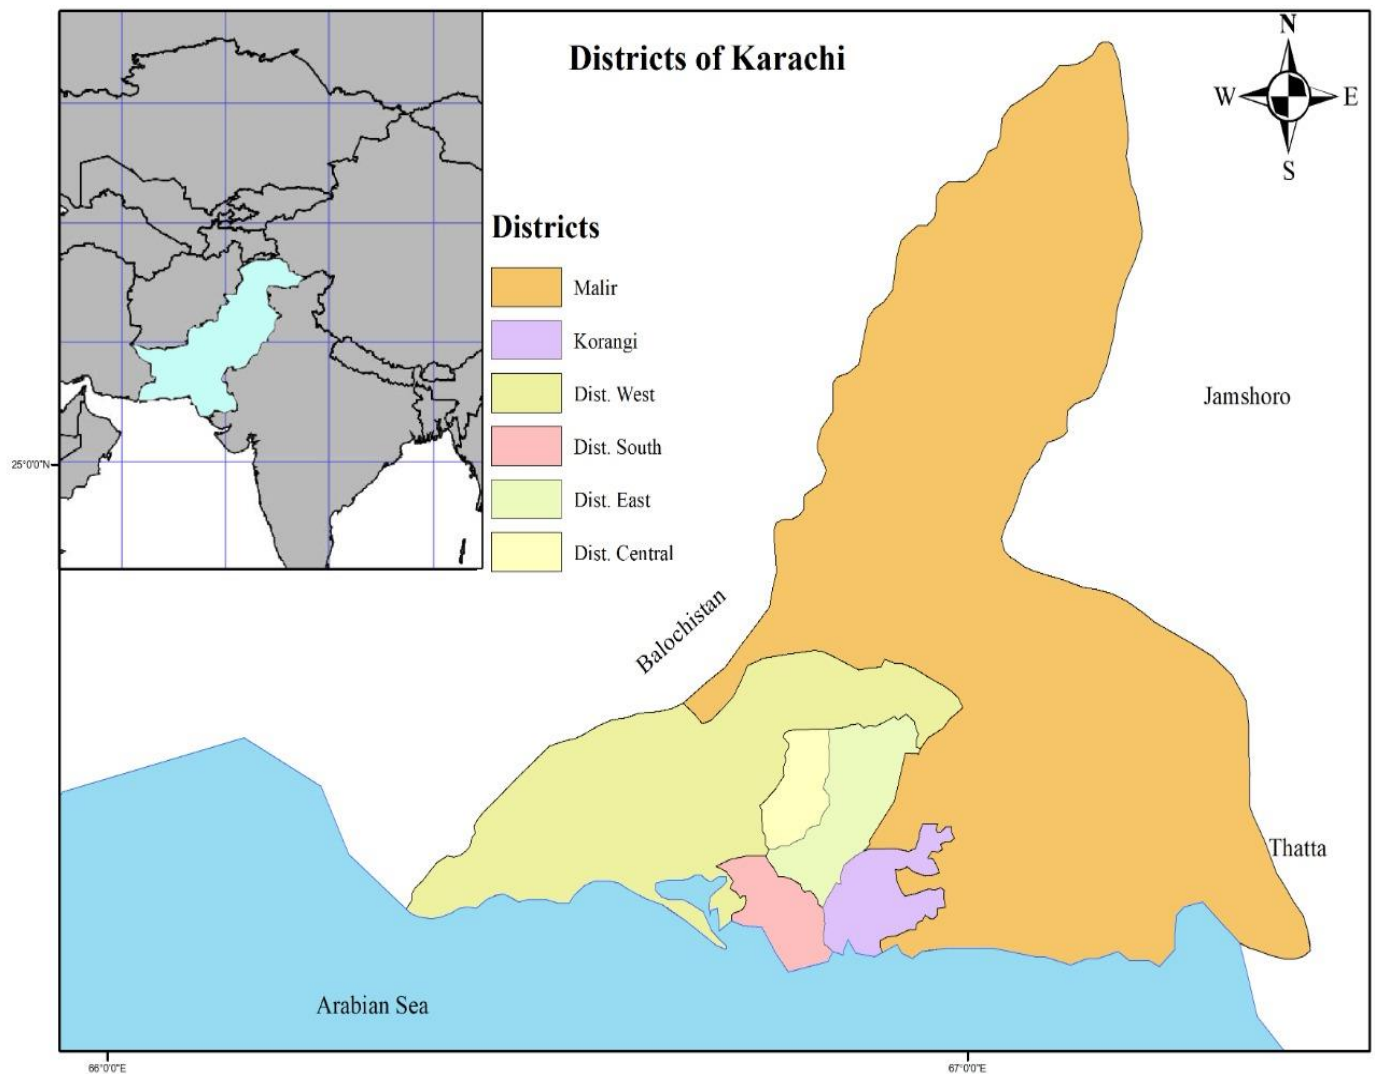 Districts of Karachi
N
W
E
S
Districts
Malir
Korangi
Dist. West
Dist. South
Dist. East
Dist. Central
Jamshoro
Balochistan
Thatta
Arabian Sea
25°0'0"N
66°0'0"E
67°0'0"E